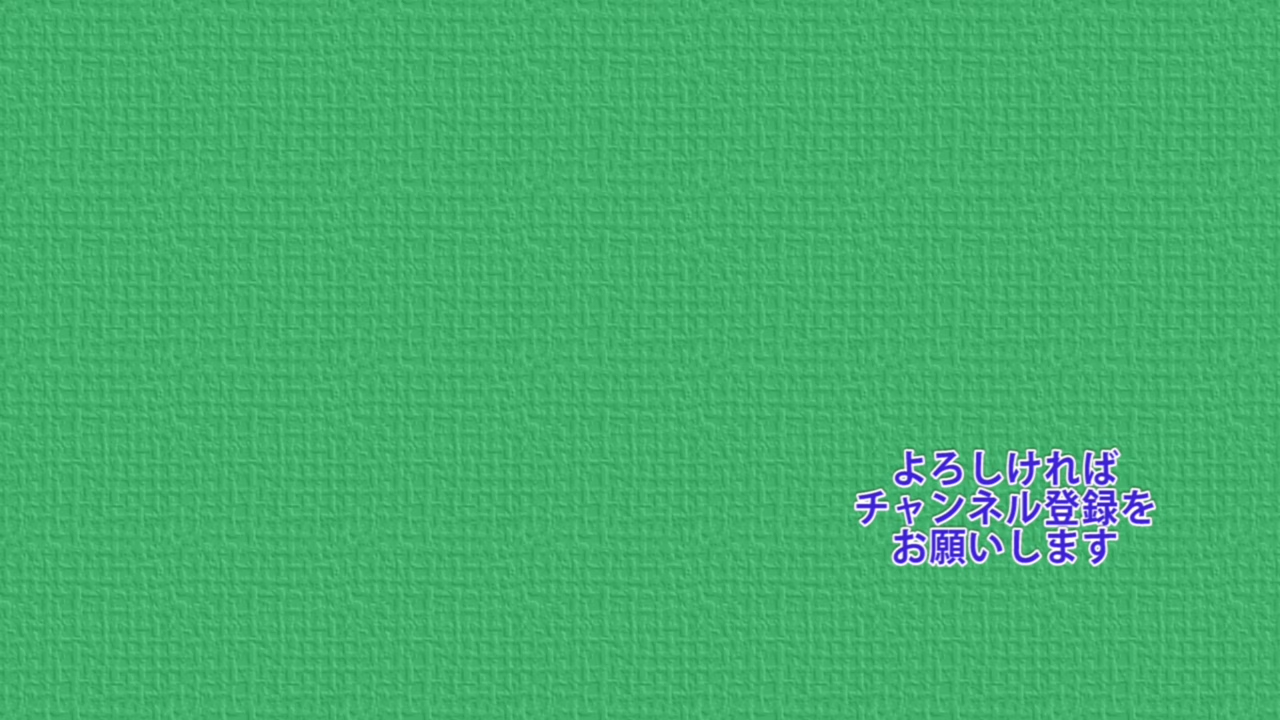 よろしければ
チャンネル登録を
お願いします